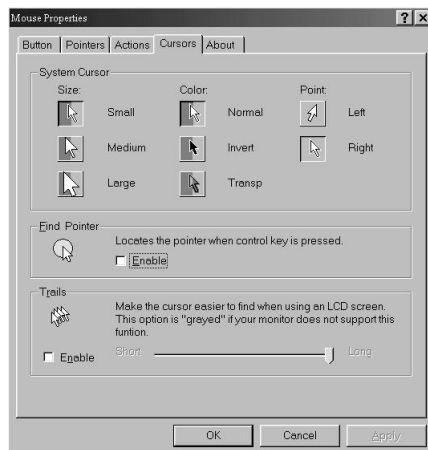 Mouse Properties
Button Pointers Actions Cursors About
System Cursor
Size: Color: Point:
Small Normal Left
Medium Invert Right
Large Transp
Find Pointer
Locates the pointer when control key is pressed.
Enable
Trails
Make the cursor easier to find when using an LCD screen.
This option is "grayed" if your monitor does not support this
funtion.
Enable Short Long
OK Cancel Apply